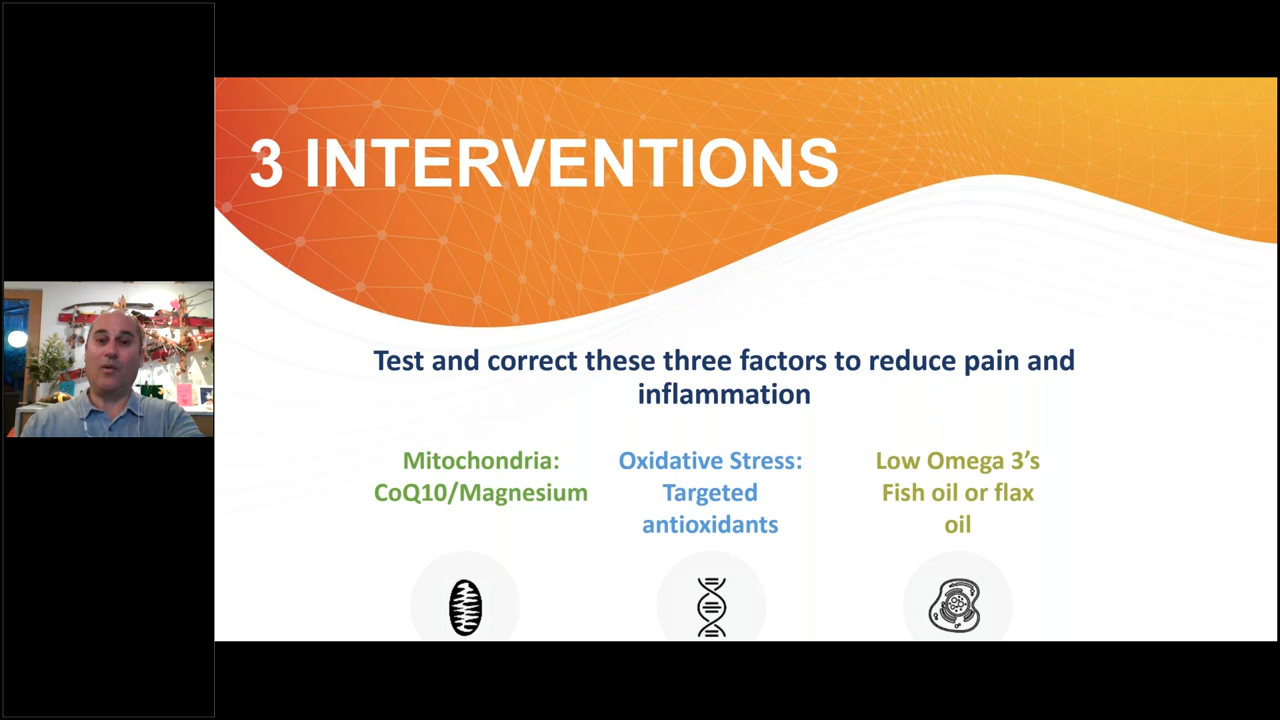 3 INTERVENTIONS
Test and correct these three factors to reduce pain and
inflammation
Mitochondria:
CoQ10/Magnesium
Oxidative Stress:
Targeted
antioxidants
Low Omega 3’s
Fish oil or flax
oil